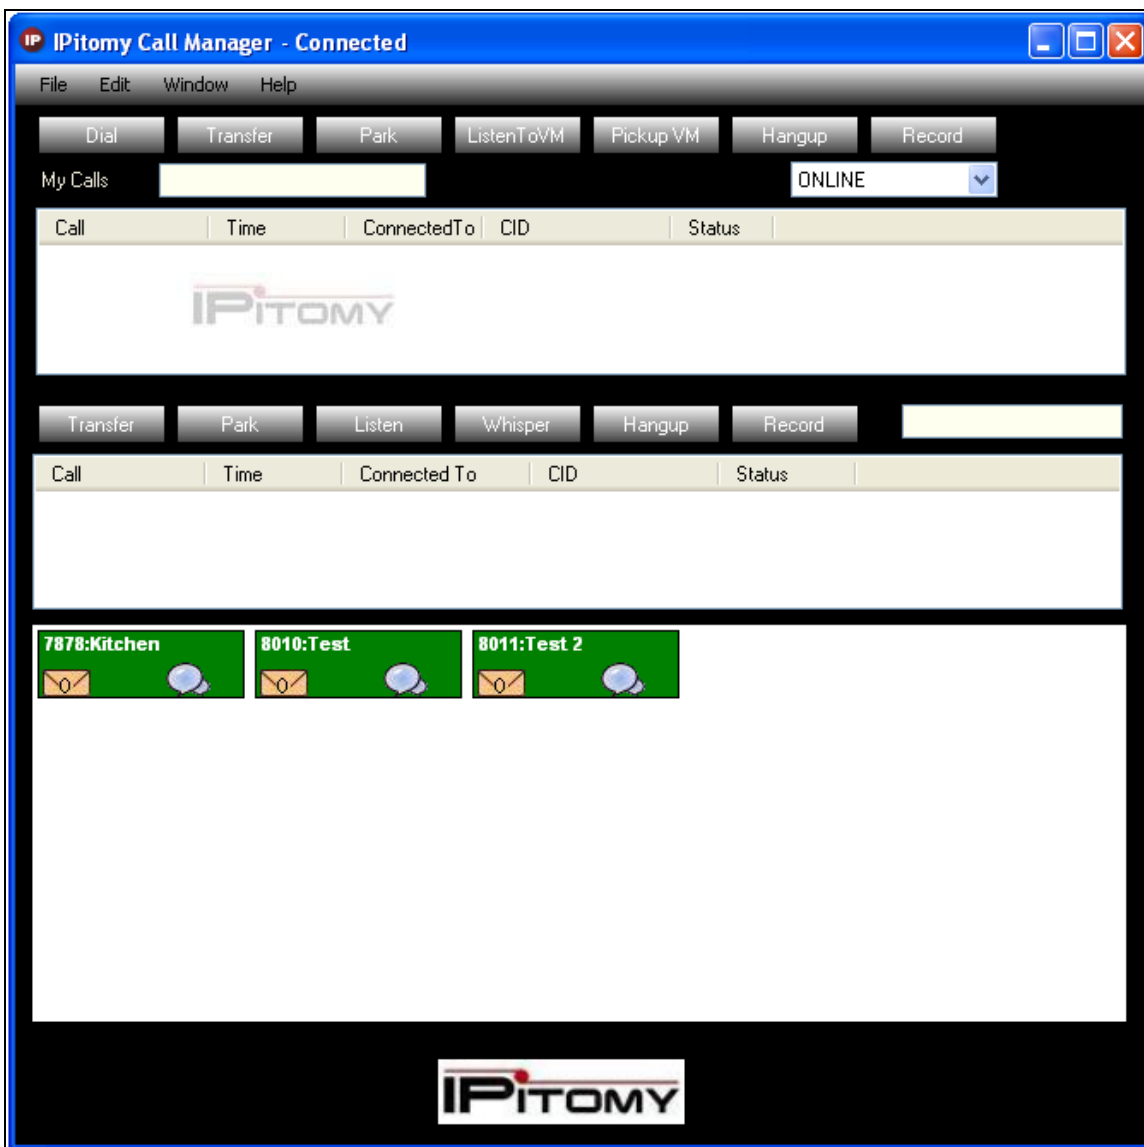 IP IPitomy Call Manager - Connected
File Edit Window Help
Dial Transfer Park ListenToVM Pickup VM Hangup Record
My Calls ONLINE
Call Time ConnectedTo CID Status
IPITOMY
Transfer Park Listen Whisper Hangup Record
Call Time Connected To CID Status
7878:Kitchen 8010:Test 8011:Test 2
0 0 0
IPITOMY